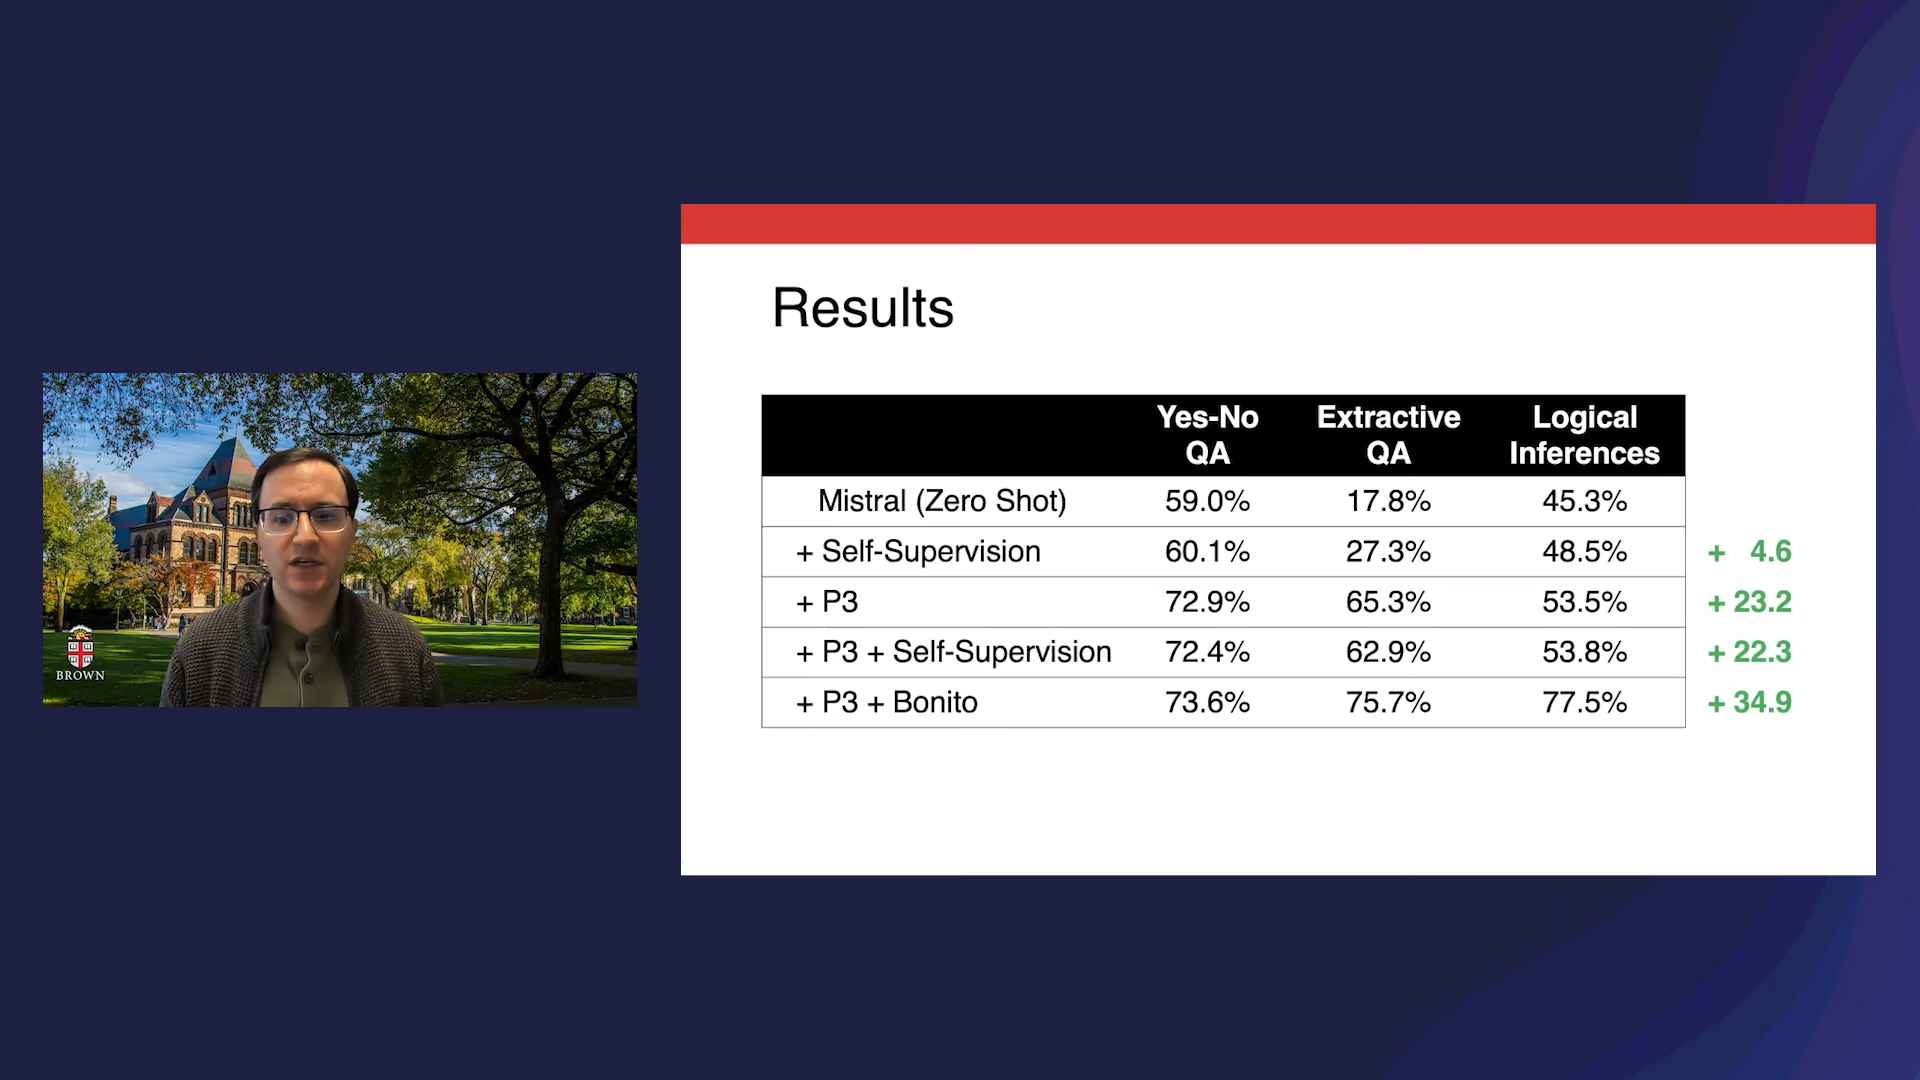 BROWN
Results
Yes-No QA Extractive QA Logical Inferences
Mistral (Zero Shot) 59.0% 17.8% 45.3%
+ Self-Supervision 60.1% 27.3% 48.5% + 4.6
+ P3 72.9% 65.3% 53.5% + 23.2
+ P3 + Self-Supervision 72.4% 62.9% 53.8% + 22.3
+ P3 + Bonito 73.6% 75.7% 77.5% + 34.9